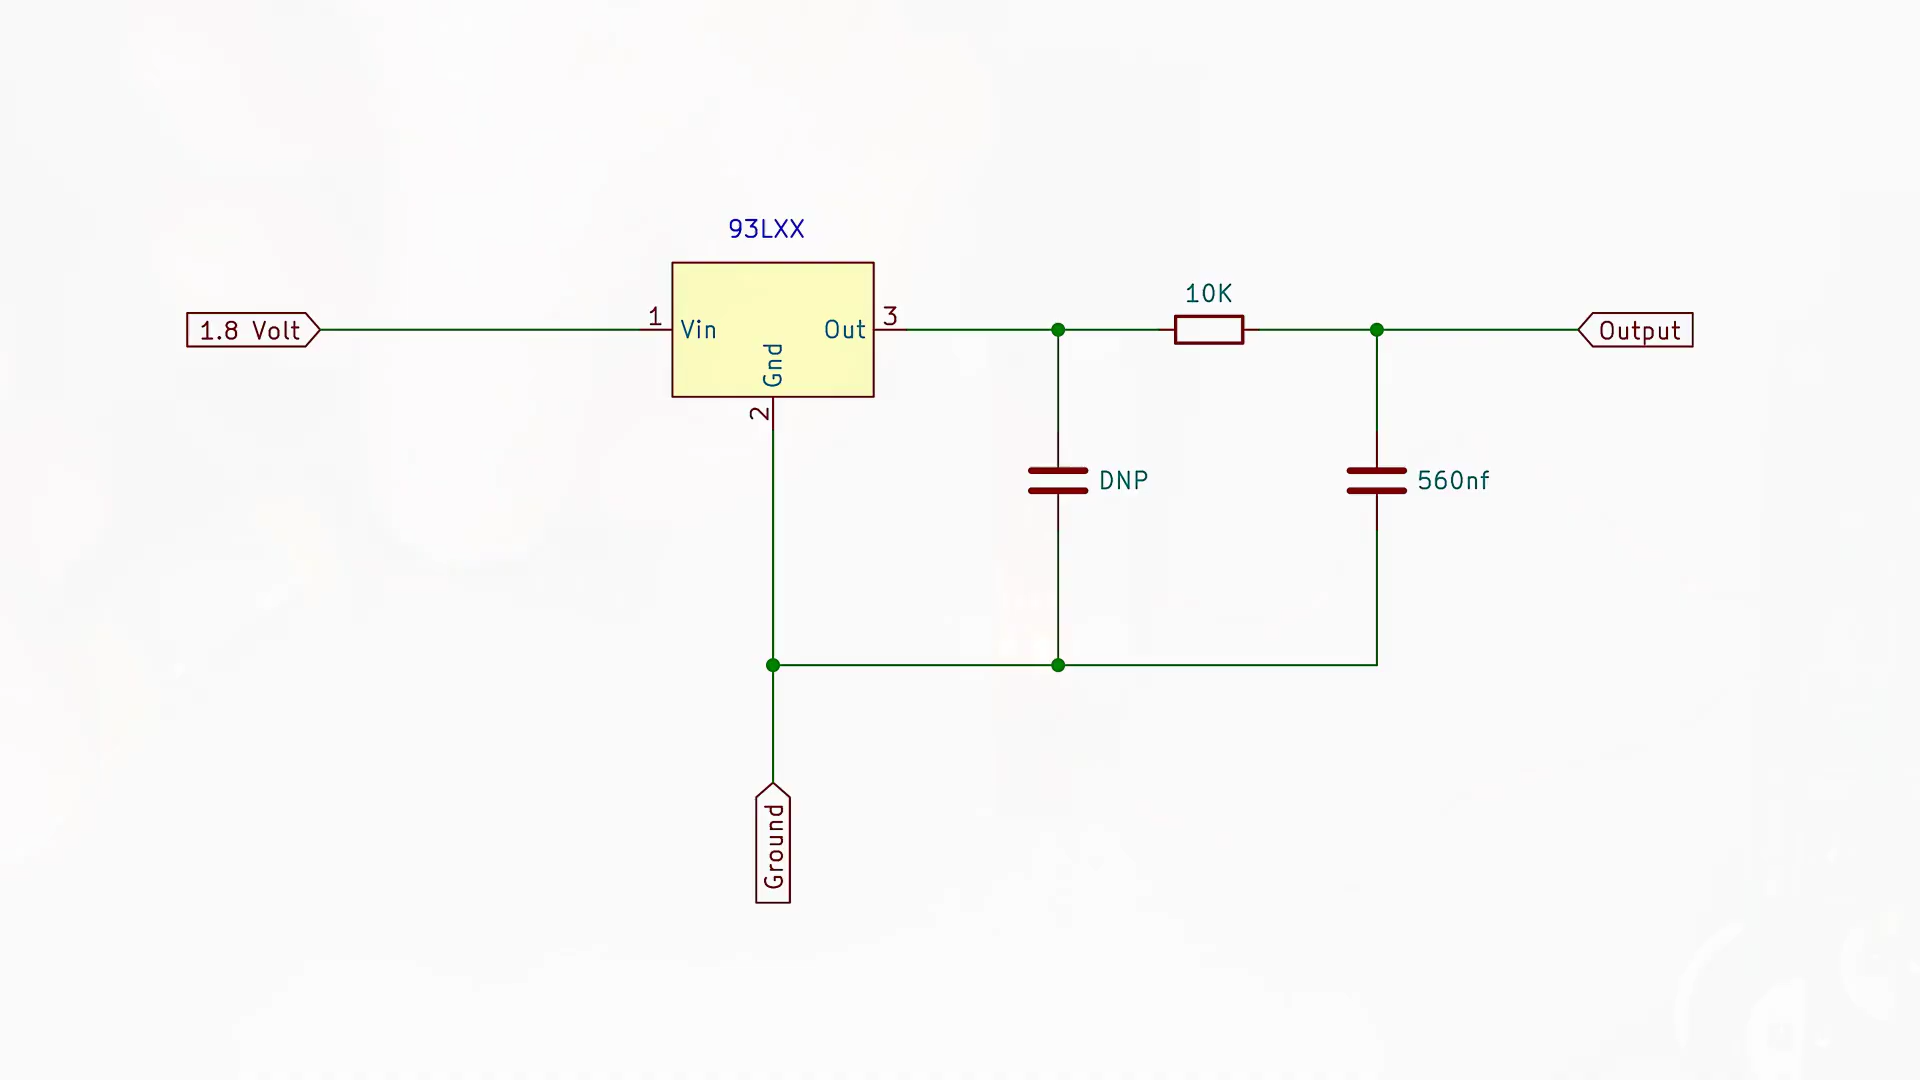 93LXX
10K
1.8 Volt
1
Vin
Out
3
Output
Gnd
2
DNP
560nf
Ground